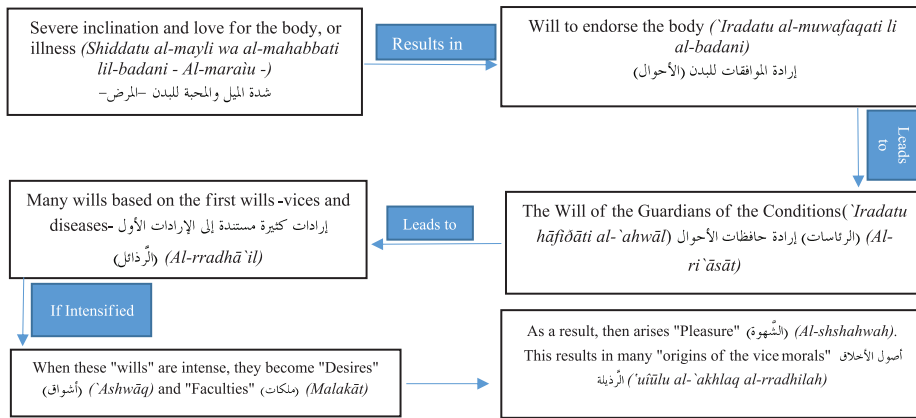 Severe inclination and love for the body, or
illness (Shiddatu al-mayli wa al-mahabbati
lil-badani - Al-maraìu -)
شدة الميل والمحبة للبدن –المرض–
Results in
Will to endorse the body (`Iradatu al-muwafaqati li
al-badani)
إرادة الموافقات للبدن (الأحوال)
Leads
to
The Will of the Guardians of the Conditions(`Iradatu
hāfiðāti al-`ahwāl) إرادة حافظات الأحوال (الرئاسات) (Al-
ri`āsāt)
Leads to
Many wills based on the first wills -vices and
diseases- إرادات كثيرة مستندة إلى الإرادات الأول
(الرَّذائل) (Al-rradhā`il)
If Intensified
When these "wills" are intense, they become "Desires"
(أشواق) (`Ashwāq) and "Faculties" (ملكات) (Malakāt)
As a result, then arises "Pleasure" (الشَّهوة) (Al-shshahwah).
This results in many "origins of the vice morals" أصول الأخلاق
الرَّذيلة ('uîûlu al-`akhlaq al-rradhilah)